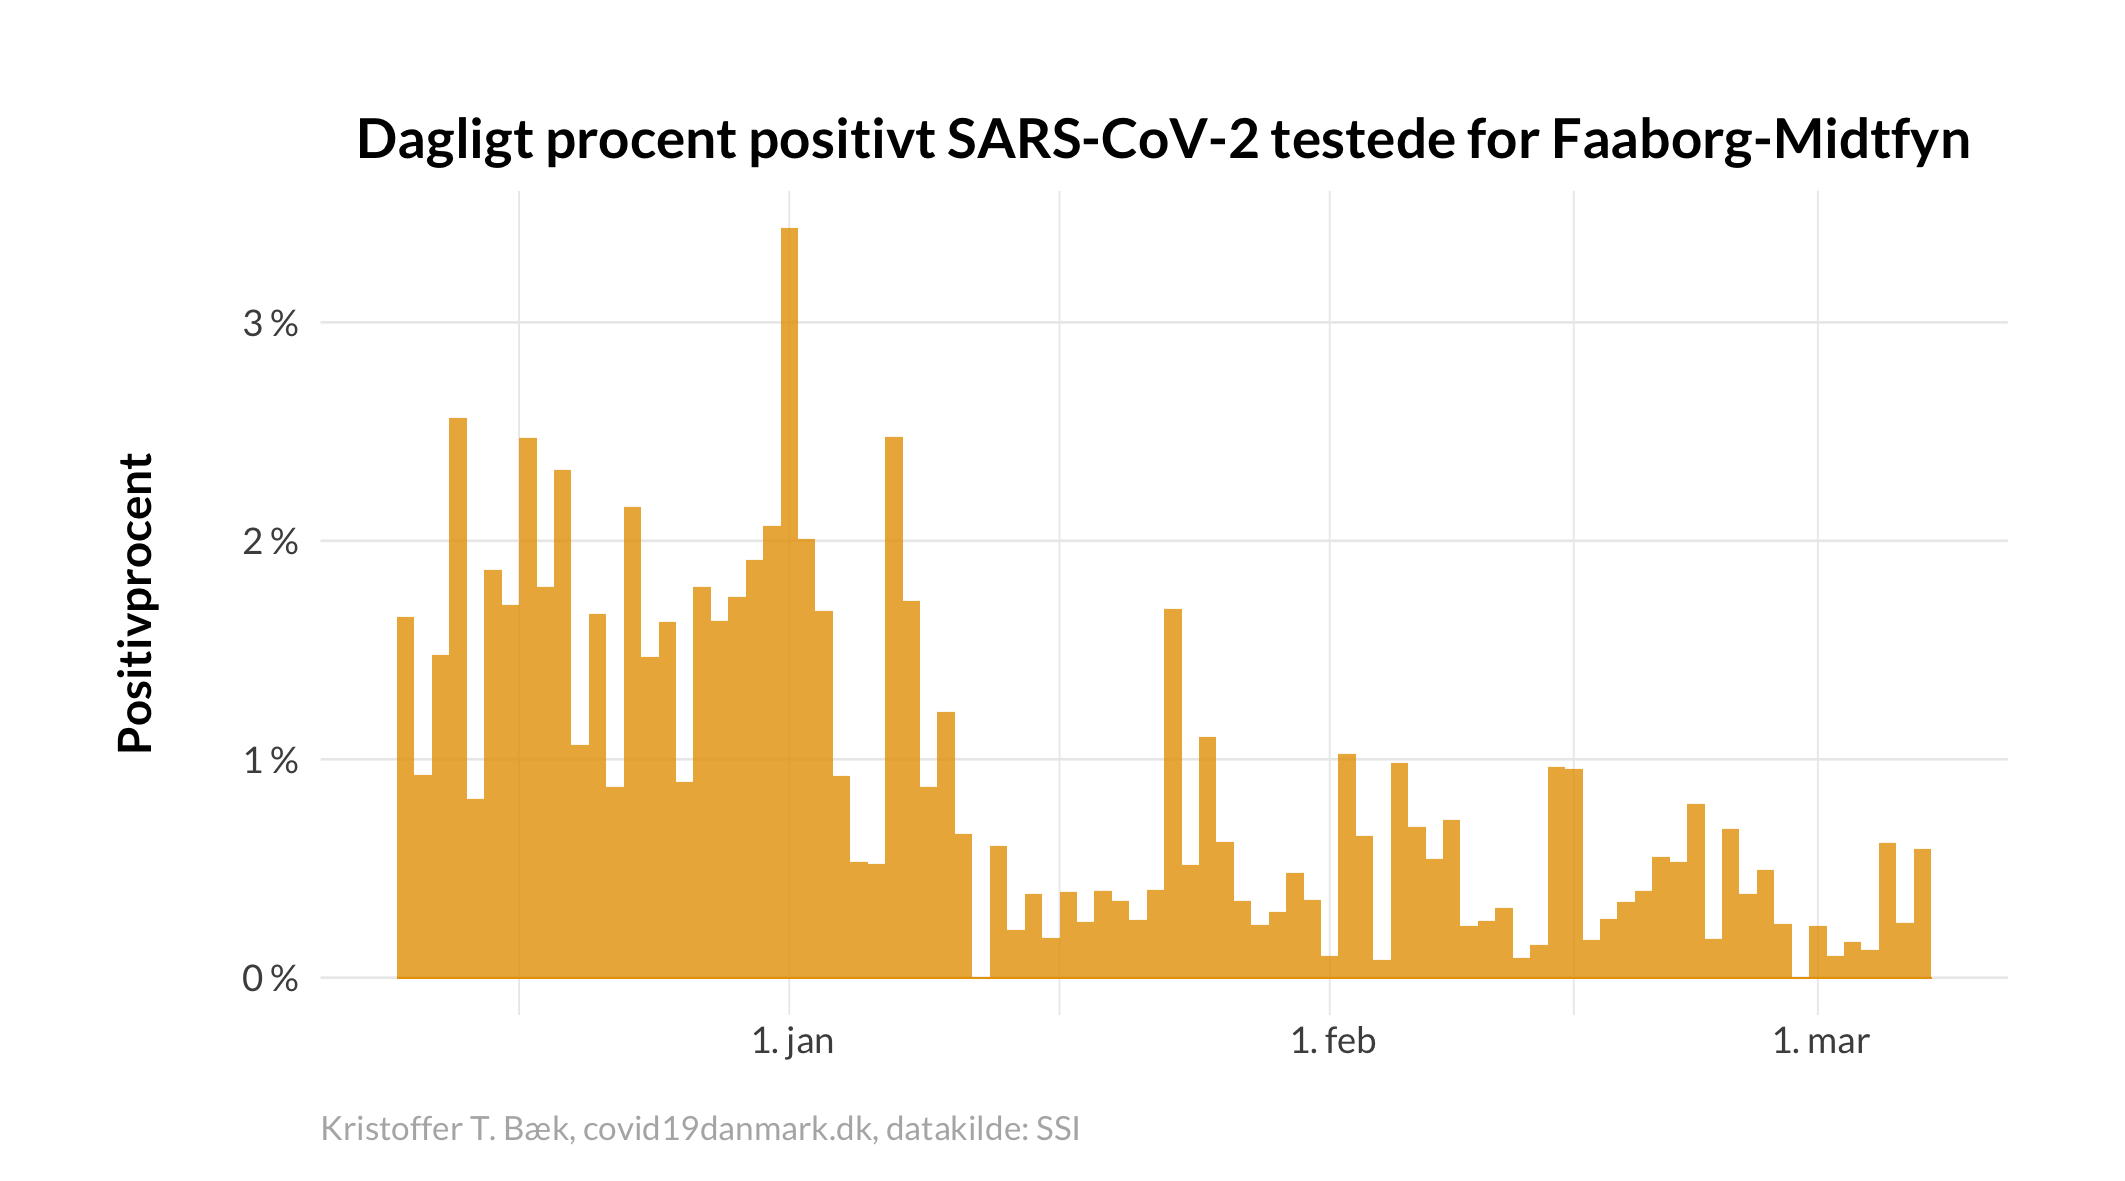 Dagligt procent positivt SARS-CoV-2 testede for Faaborg-Midtfyn
Positivprocent
3 %
2 %
1 %
0 %
1. jan
1. feb
1. mar
Kristoffer T. Bæk, covid19danmark.dk, datakilde: SSI